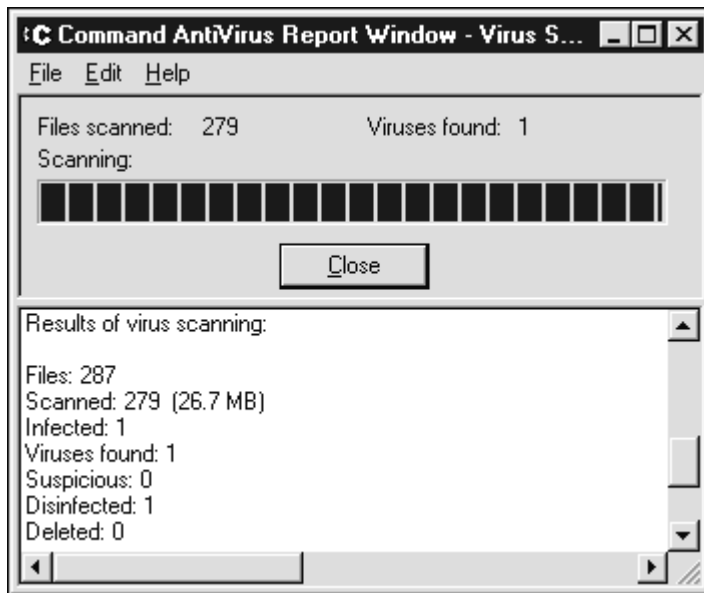 C Command AntiVirus Report Window - Virus S...
File Edit Help
Files scanned: 279 Viruses found: 1
Scanning:
Close
Results of virus scanning:
Files: 287
Scanned: 279 (26.7 MB)
Infected: 1
Viruses found: 1
Suspicious: 0
Disinfected: 1
Deleted: 0